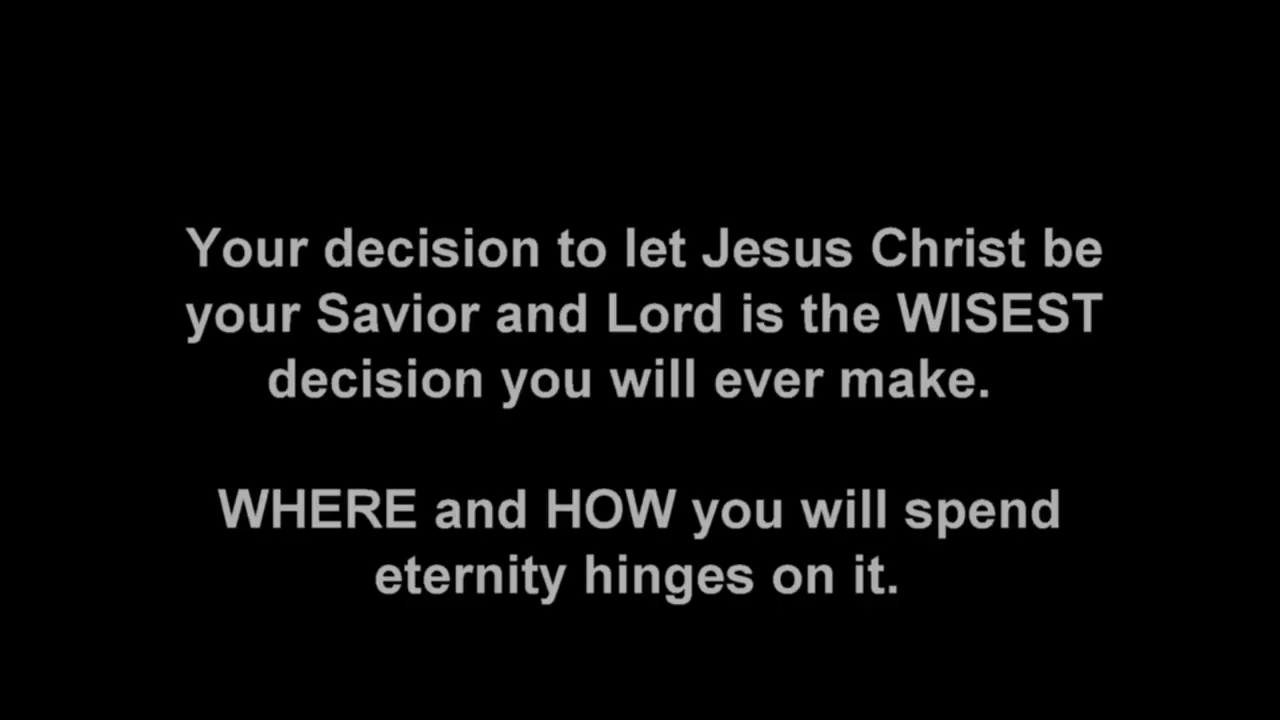 Your decision to let Jesus Christ be
your Savior and Lord is the WISEST
decision you will ever make.
WHERE and HOW you will spend
eternity hinges on it.